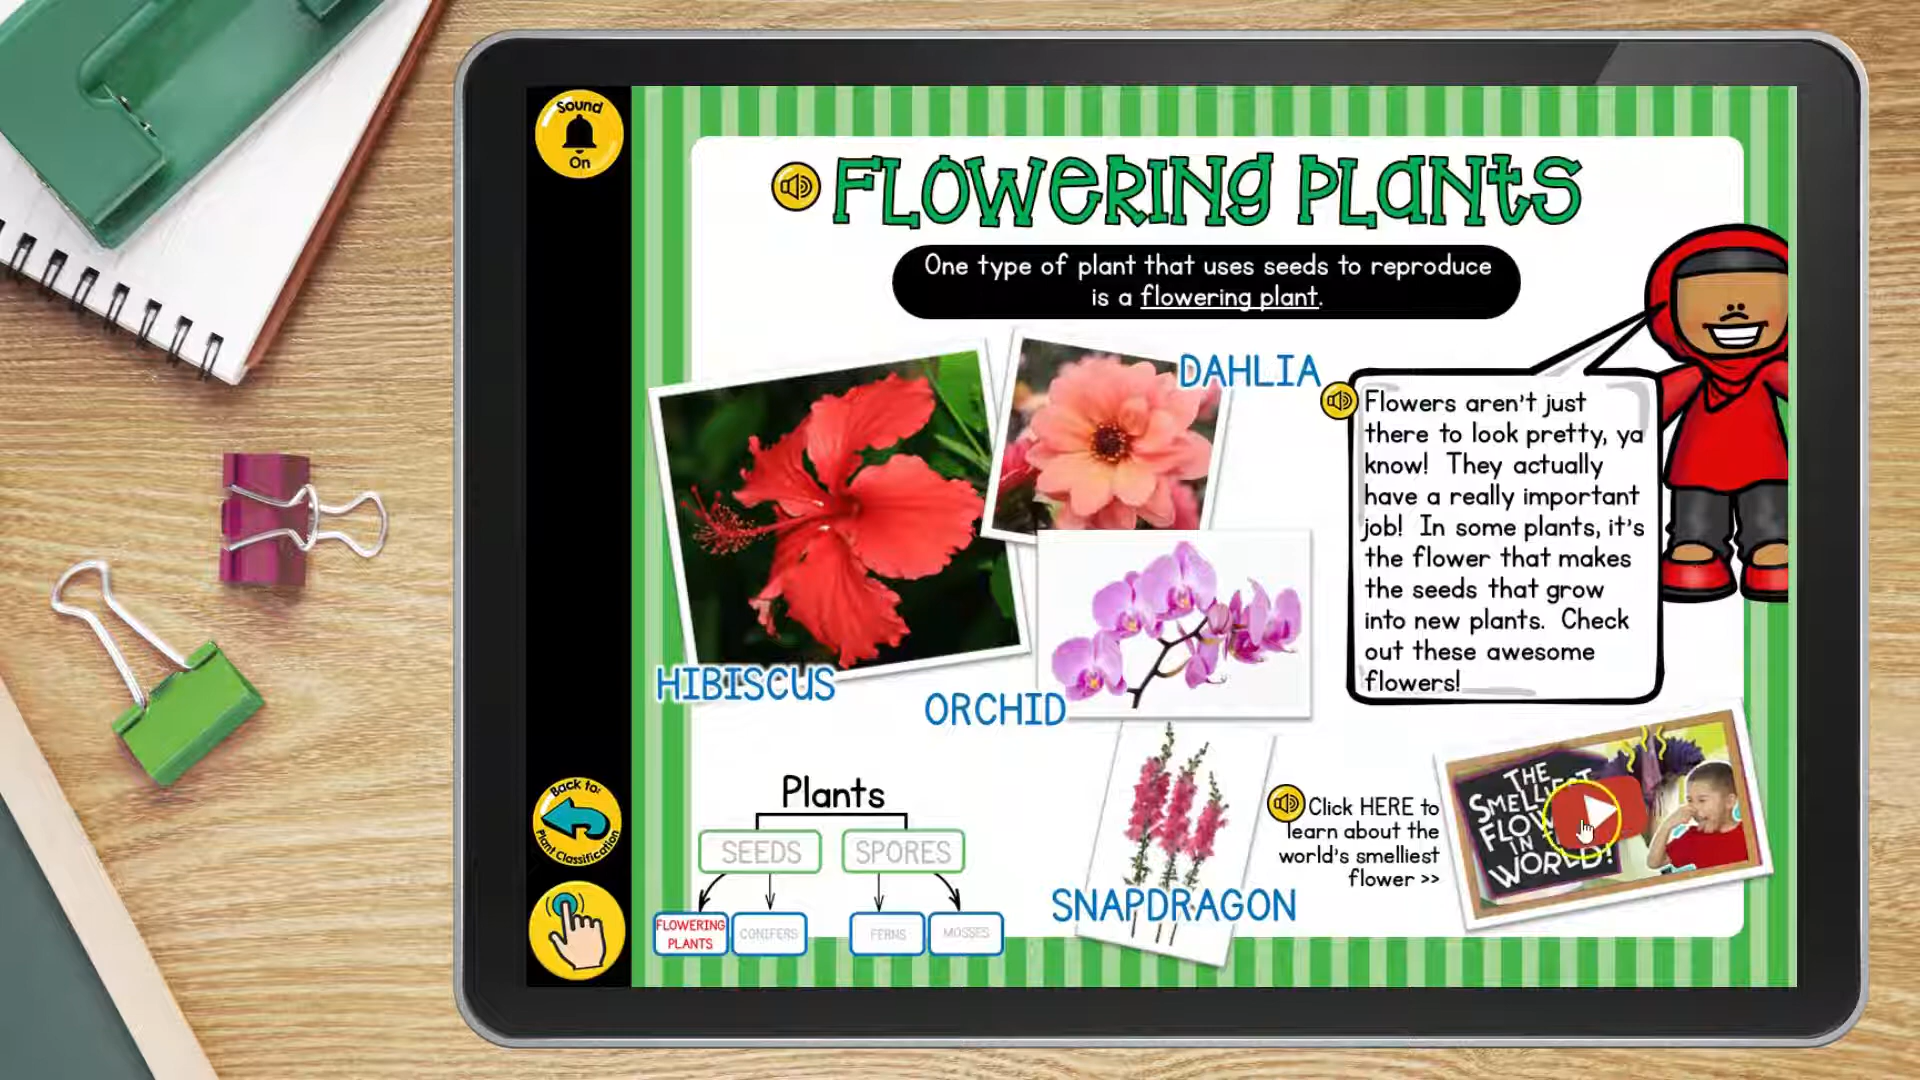 Sound
On
FLOWERING PLANTS
One type of plant that uses seeds to reproduce
is a flowering plant.
DAHLIA
Flowers aren't just
there to look pretty, ya
know! They actually
have a really important
job! In some plants, it's
the flower that makes
the seeds that grow
into new plants. Check
out these awesome
flowers!
HIBISCUS
ORCHID
SNAPDRAGON
Click HERE to
learn about the
world's smelliest
flower >>
THE
IN
WORLD!
Plants
SEEDS
SPORES
FLOWERING
PLANTS
CONIFERS
FERNS
MOSSES
Back to:
Plant Classification